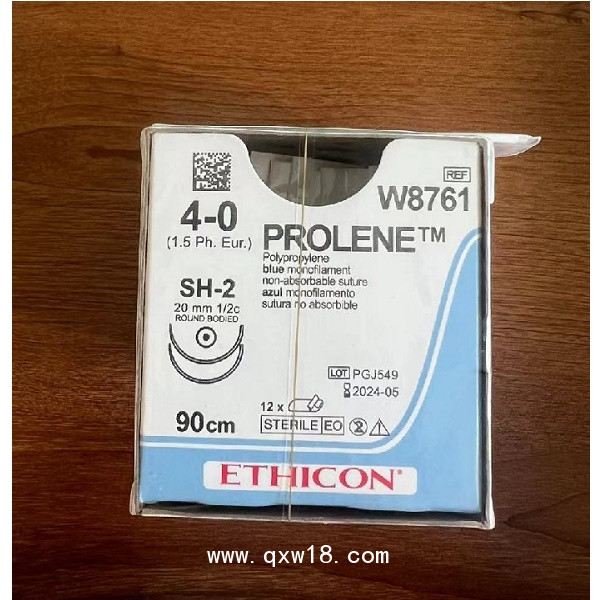 REF
W8761
4-0
(1.5 Ph. Eur.)
PROLENE™
Polypropylene
blue monofilament
non-absorbable suture
azul monofilamento
sutura no absorbible
SH-2
20 mm 1/2c
ROUND BODIED
LOT PGJ549
2024-05
90cm
12 x
STERILE EO 2
ETHICON®
www.qxw18.com